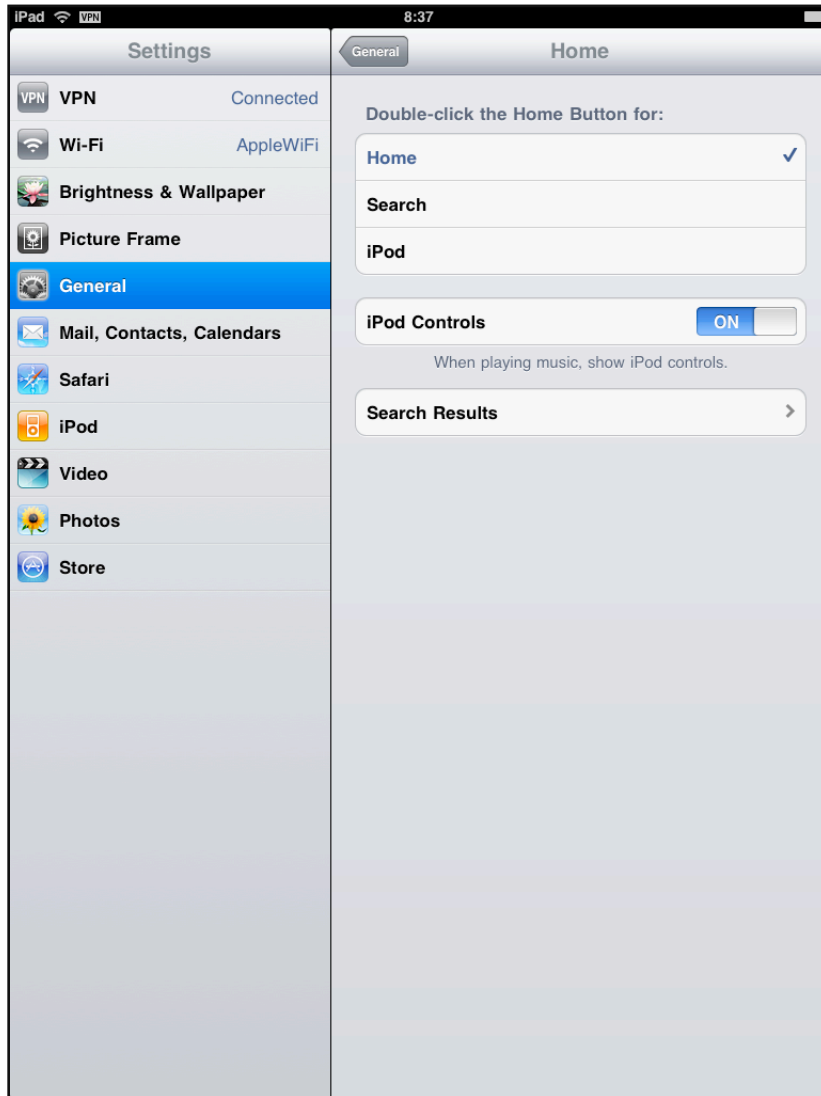 iPad VPN 8:37
Settings
General Home
VPN VPN Connected
Wi-Fi AppleWiFi
Brightness & Wallpaper
Picture Frame
General
Mail, Contacts, Calendars
Safari
iPod
Video
Photos
Store
Double-click the Home Button for:
Home
Search
iPod
iPod Controls ON
When playing music, show iPod controls.
Search Results